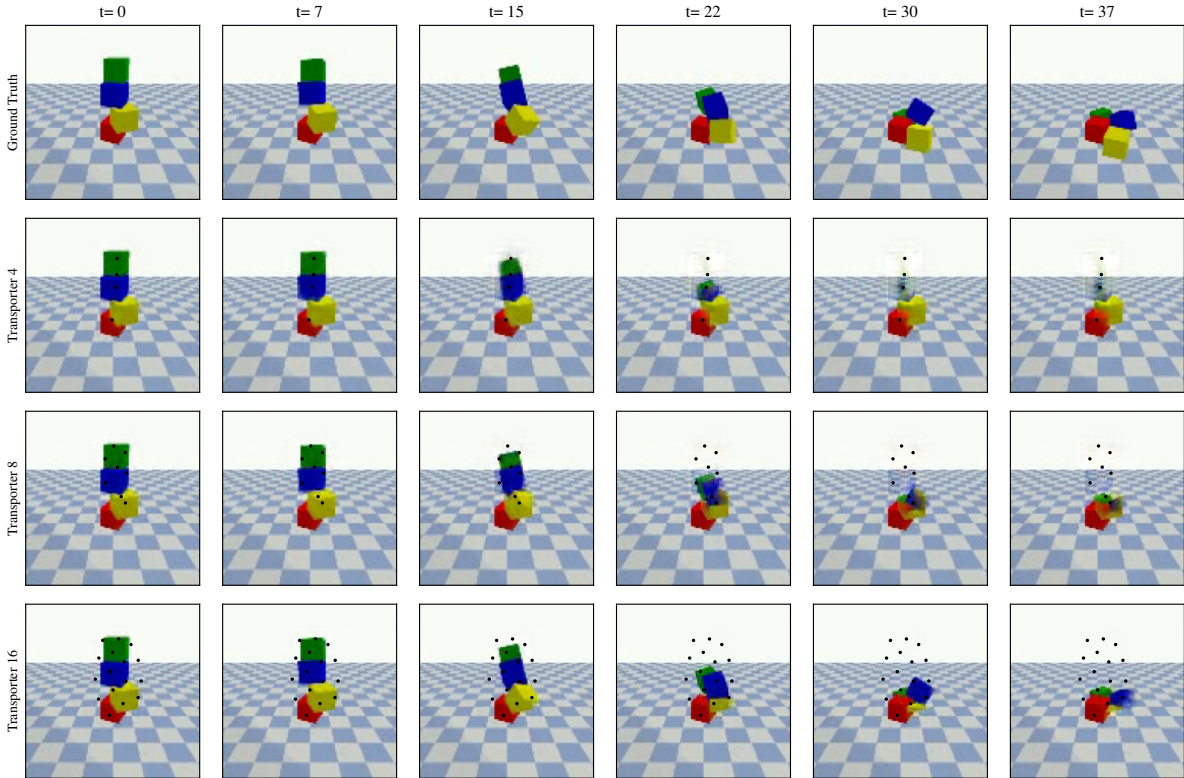 t= 0
t= 7
t= 15
t= 22
t= 30
t= 37
Ground Truth
Transporter 4
Transporter 8
Transporter 16